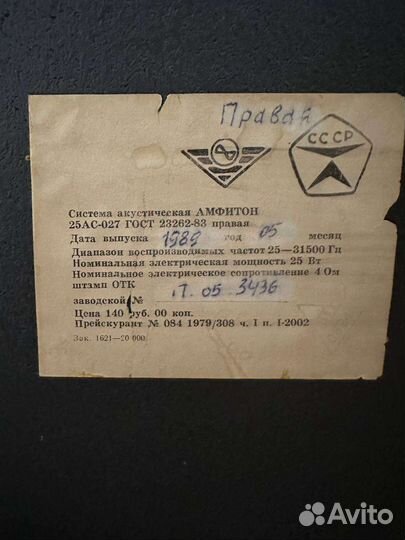 Правая
СССР
Система акустическая АМФИТОН
25АС-027 ГОСТ 23262-83 правая
Дата выпуска 1989 год 05 месяц
Диапазон воспроизводимых частот 25—31500 Гц
Номинальная электрическая мощность 25 Вт
Номинальное электрическое сопротивление 4 Ом
штамп ОТК
заводской № 17.05 3436
Цена 140 руб. 00 коп.
Прейскурант № 084 1979/308 ч. I п. I-2002
Зак. 1621—20 000
Avito